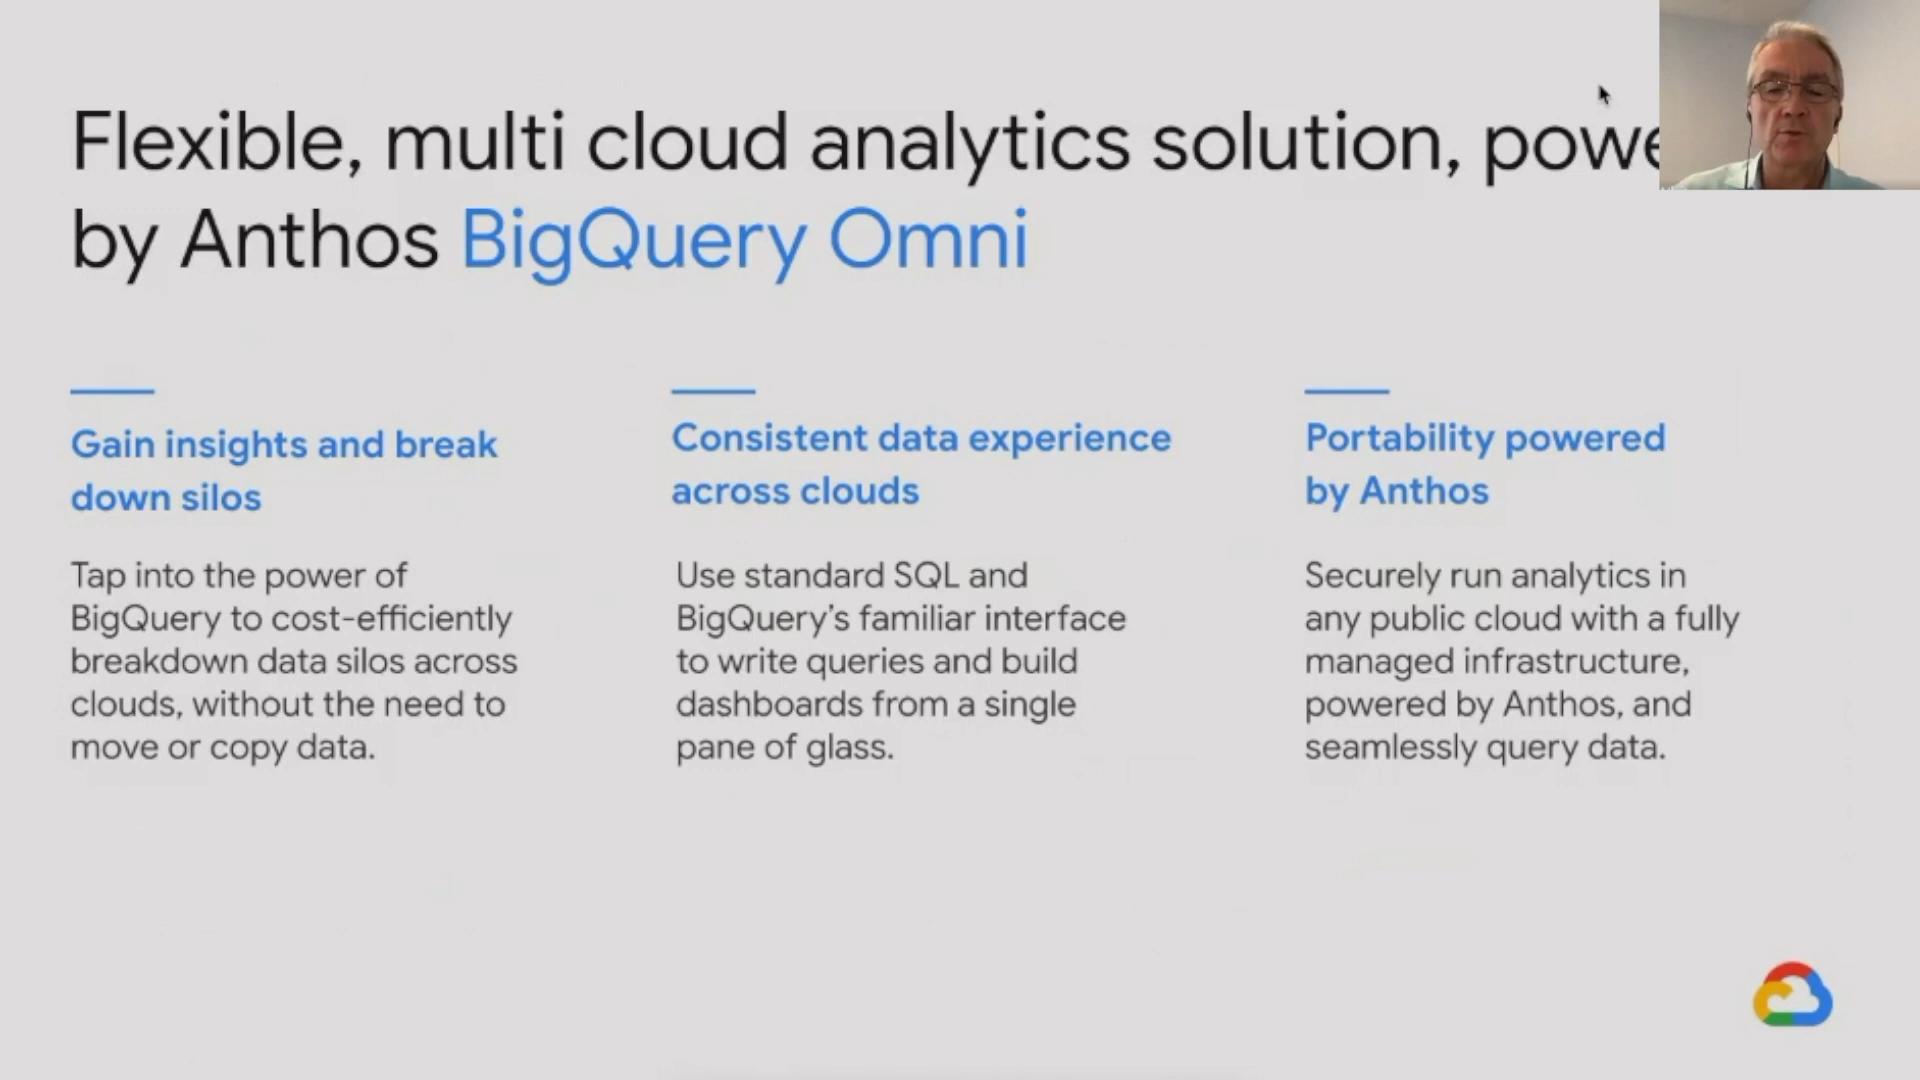 Flexible, multi cloud analytics solution, powe
by Anthos BigQuery Omni
Gain insights and break
down silos
Tap into the power of
BigQuery to cost-efficiently
breakdown data silos across
clouds, without the need to
move or copy data.
Consistent data experience
across clouds
Use standard SQL and
BigQuery's familiar interface
to write queries and build
dashboards from a single
pane of glass.
Portability powered
by Anthos
Securely run analytics in
any public cloud with a fully
managed infrastructure,
powered by Anthos, and
seamlessly query data.